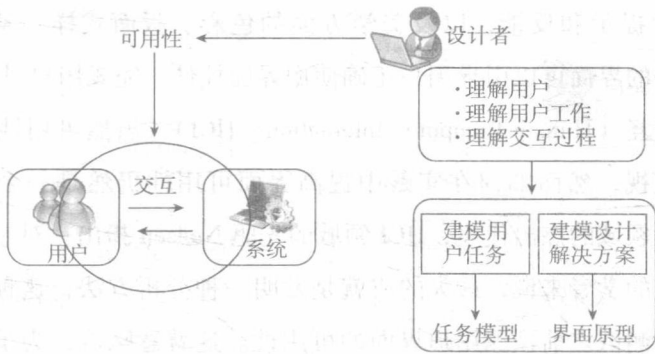 可用性
设计者
·理解用户
·理解用户工作
·理解交互过程
交互
用户
系统
建模用
户任务
建模设计
解决方案
任务模型
界面原型